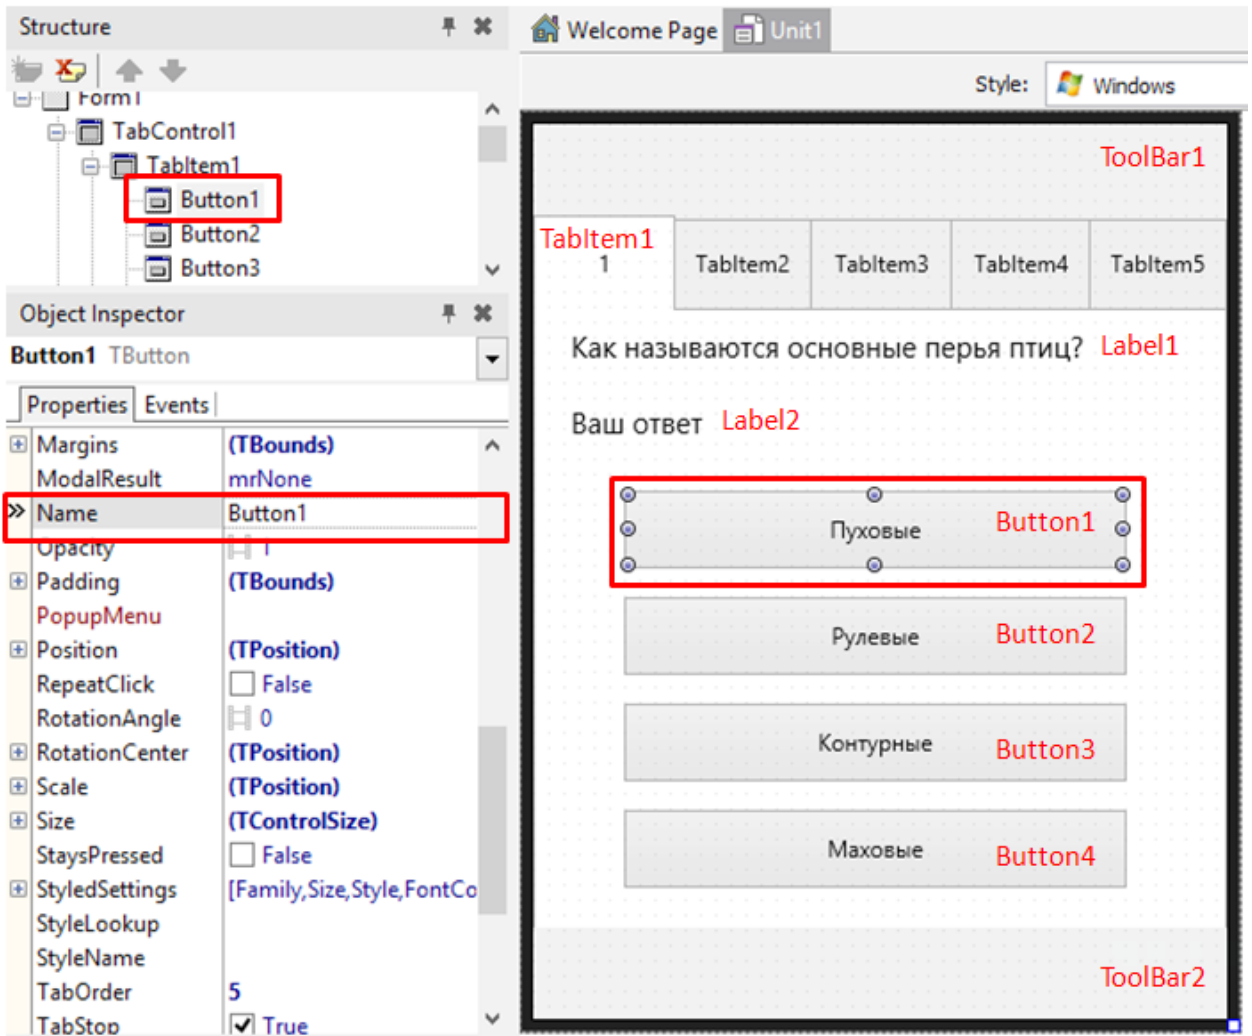 Structure
Form1
TabControl1
TabItem1
Button1
Button2
Button3
Object Inspector
Button1 TButton
Properties Events
Margins (TBounds)
ModalResult mrNone
Name Button1
Opacity 1
Padding (TBounds)
PopupMenu
Position (TPosition)
RepeatClick False
RotationAngle 0
RotationCenter (TPosition)
Scale (TPosition)
Size (TControlSize)
StaysPressed False
StyledSettings [Family,Size,Style,FontCo
StyleLookup
StyleName
TabOrder 5
TabStop True
Welcome Page Unit1
Style: Windows
ToolBar1
TabItem1
1 TabItem2 TabItem3 TabItem4 TabItem5
Как называются основные перья птиц? Label1
Ваш ответ Label2
Пуховые Button1
Рулевые Button2
Контурные Button3
Маховые Button4
ToolBar2